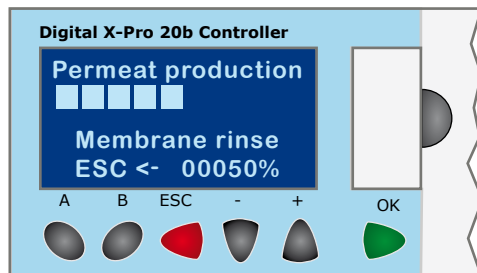 Digital X-Pro 20b Controller
Permeat production
Membrane rinse
ESC <- 00050%
A B ESC - + OK